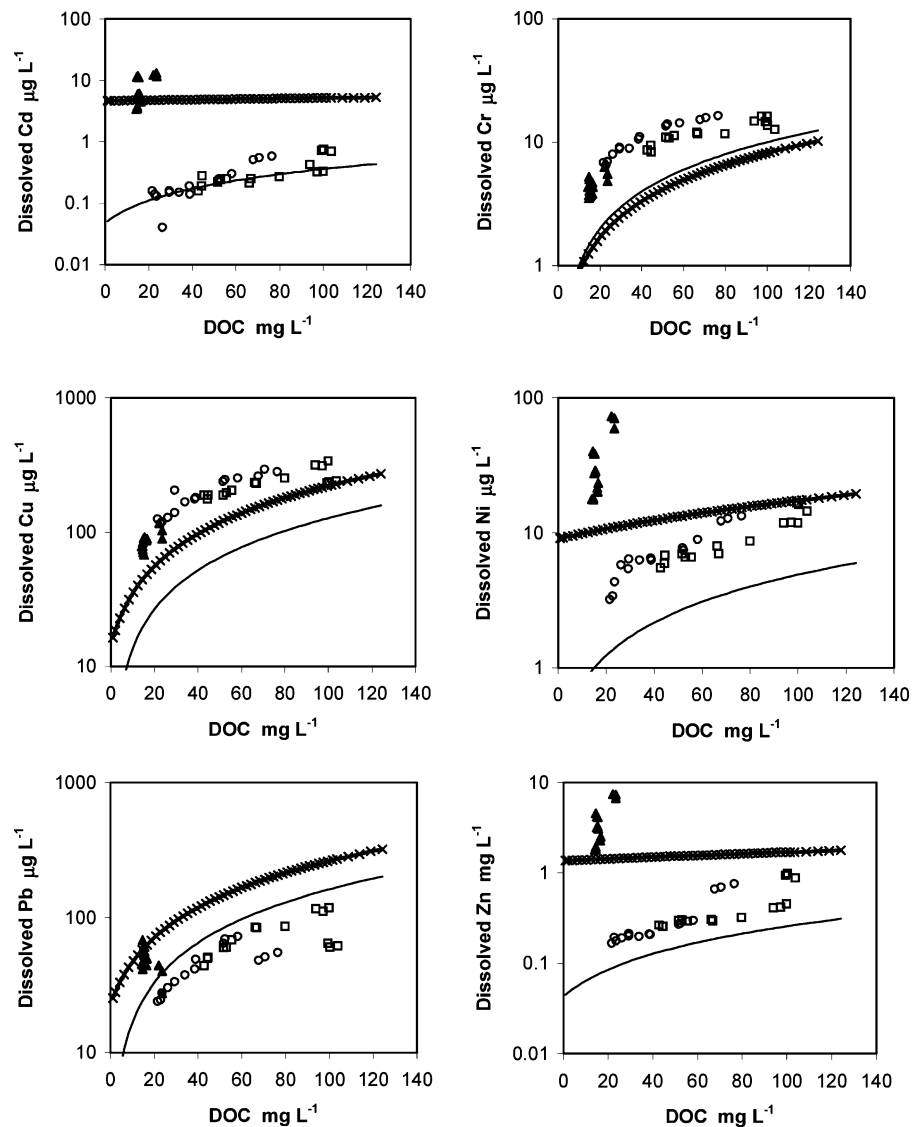 Dissolved Cd µg L-1
100
10
1
0.1
0.01
0 20 40 60 80 100 120 140
DOC mg L-1
Dissolved Cr µg L-1
100
10
1
0 20 40 60 80 100 120 140
DOC mg L-1
Dissolved Cu µg L-1
1000
100
10
0 20 40 60 80 100 120 140
DOC mg L-1
Dissolved Ni µg L-1
100
10
1
0 20 40 60 80 100 120 140
DOC mg L-1
Dissolved Pb µg L-1
1000
100
10
0 20 40 60 80 100 120 140
DOC mg L-1
Dissolved Zn mg L-1
10
1
0.1
0.01
0 20 40 60 80 100 120 140
DOC mg L-1